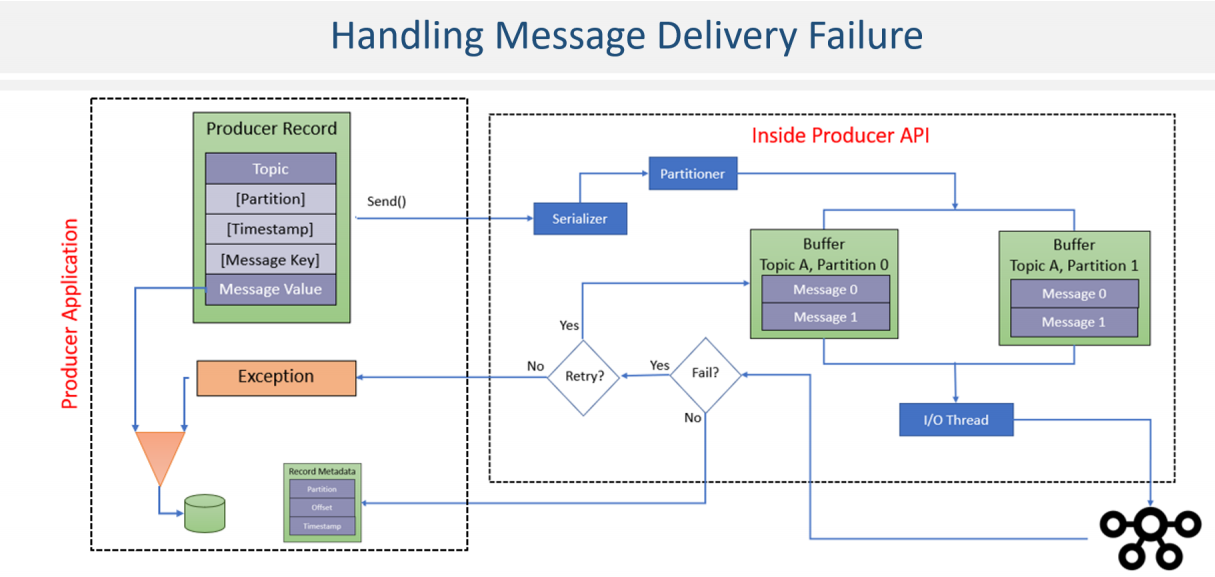 Handling Message Delivery Failure
Producer Application
Producer Record
Topic
[Partition]
[Timestamp]
[Message Key]
Message Value
Send()
Exception
Record Metadata
Partition
Offset
Timestamp
Inside Producer API
Partitioner
Serializer
Buffer
Topic A, Partition 0
Message 0
Message 1
Buffer
Topic A, Partition 1
Message 0
Message 1
Yes
No
Retry?
Yes
Fail?
No
I/O Thread